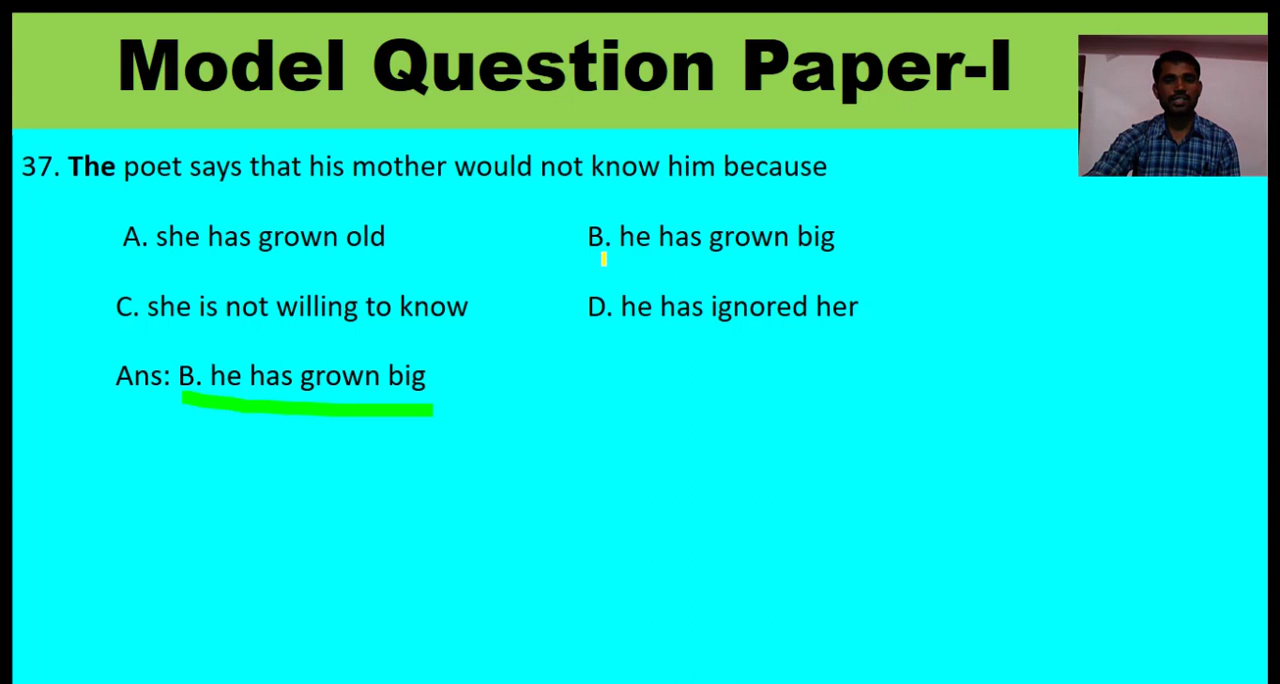 Model Question Paper-I
37. The poet says that his mother would not know him because
A. she has grown old B. he has grown big
C. she is not willing to know D. he has ignored her
Ans: B. he has grown big